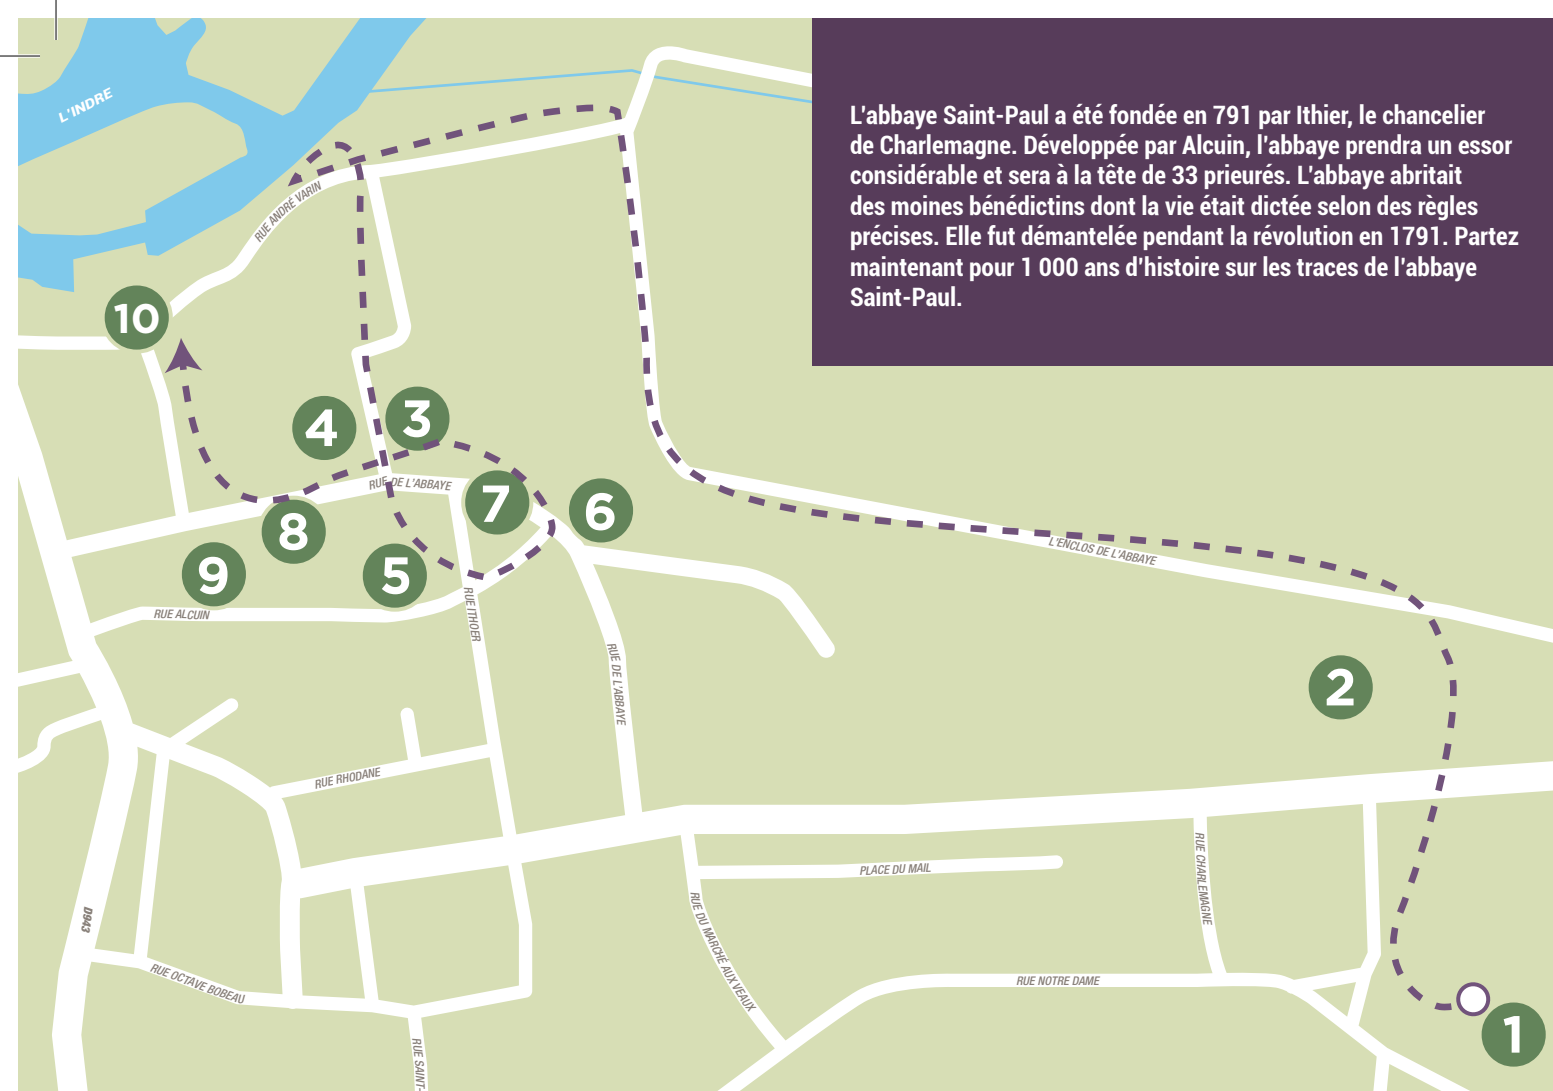 L'INDRE
L'abbaye Saint-Paul a été fondée en 791 par Ithier, le chancelier
de Charlemagne. Développée par Alcuin, l'abbaye prendra un essor
considérable et sera à la tête de 33 prieurés. L'abbaye abritait
des moines bénédictins dont la vie était dictée selon des règles
précises. Elle fut démantelée pendant la révolution en 1791. Partez
maintenant pour 1 000 ans d'histoire sur les traces de l'abbaye
Saint-Paul.
RUE ANDRÉ VARIN
10
4
3
RUE DE L'ABBAYE
7
6
8
L'ENCLOS DE L'ABBAYE
9
5
RUE ALCUIN
RUE ITHOER
RUE DE L'ABBAYE
2
RUE RHODANE
PLACE DU MAIL
RUE CHARLEMAGNE
D943
RUE DU MARCHÉ AUX VEAUX
RUE OCTAVE BOBEAU
RUE NOTRE DAME
1
RUE SAINT-